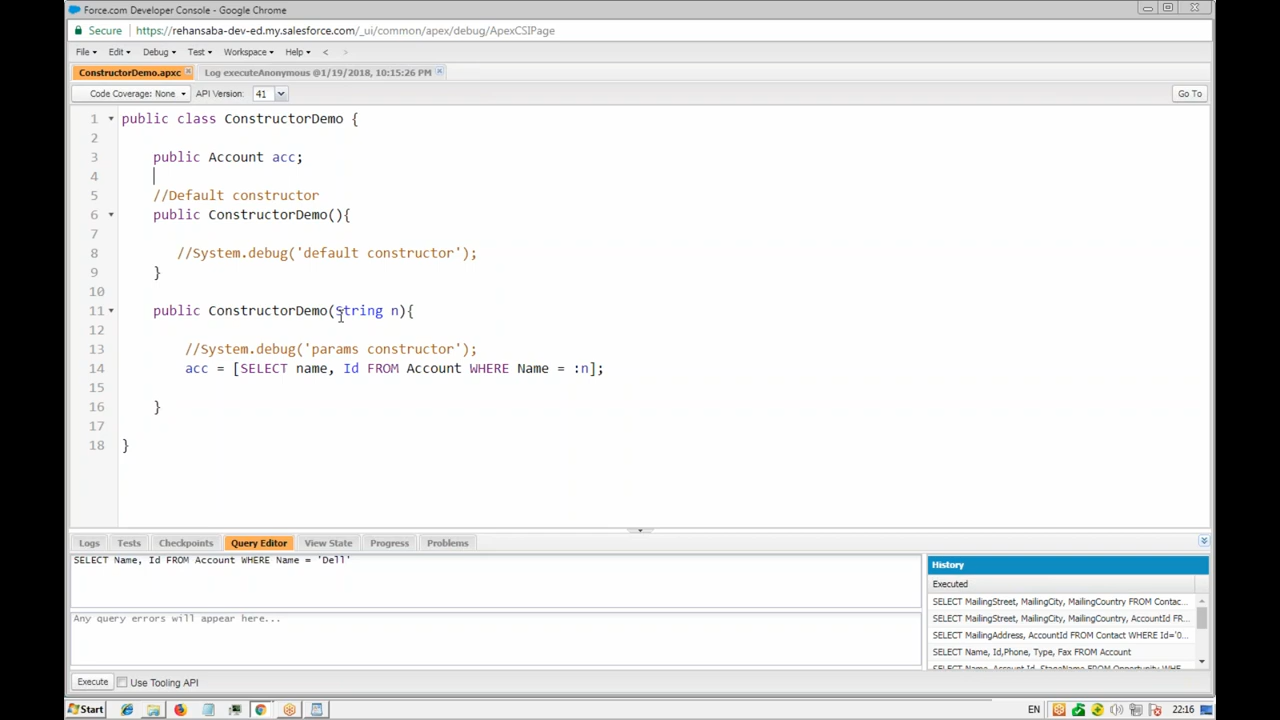 Force.com Developer Console - Google Chrome
Secure https://rehansaba-dev-ed.my.salesforce.com/_ui/common/apex/debug/ApexCSIPage
File Edit Debug Test Workspace Help < >
ConstructorDemo.apxc Log executeAnonymous @1/19/2018, 10:15:26 PM
Code Coverage: None API Version: 41 Go To
1 public class ConstructorDemo {
2
3 public Account acc;
4
5 //Default constructor
6 public ConstructorDemo(){
7
8 //System.debug('default constructor');
9 }
10
11 public ConstructorDemo(String n){
12
13 //System.debug('params constructor');
14 acc = [SELECT name, Id FROM Account WHERE Name = :n];
15
16 }
17
18 }
Logs Tests Checkpoints Query Editor View State Progress Problems
SELECT Name, Id FROM Account WHERE Name = 'Dell'
Any query errors will appear here...
History
Executed
SELECT MailingStreet, MailingCity, MailingCountry FROM Contac...
SELECT MailingStreet, MailingCity, MailingCountry, AccountId FR...
SELECT MailingAddress, AccountId FROM Contact WHERE Id='0...
SELECT Name, Id,Phone, Type, Fax FROM Account
SELECT Name, Account.Id, StageName FROM Opportunity WHE...
Execute Use Tooling API
Start EN 22:16